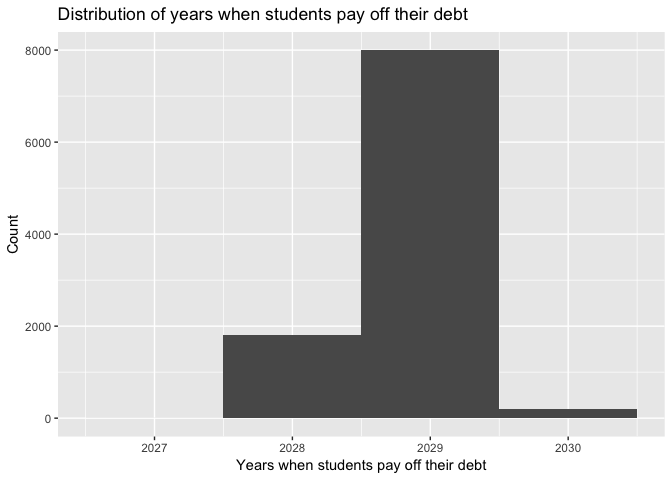 Distribution of years when students pay off their debt
8000
6000
4000
2000
0
Count
2027 2028 2029 2030
Years when students pay off their debt